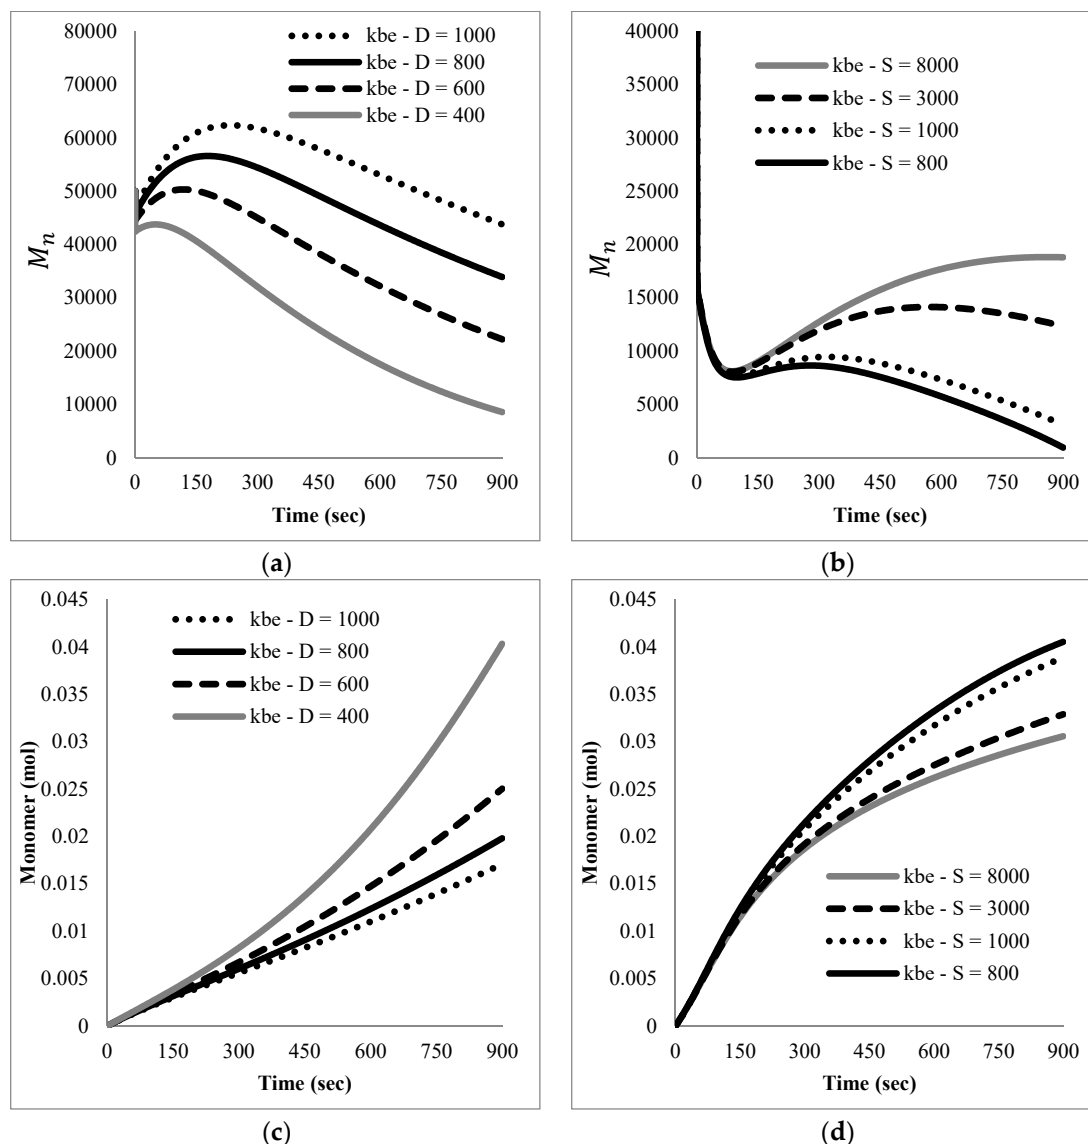 80000
70000
60000
50000
40000
30000
20000
10000
0
M_n
kbe - D = 1000
kbe - D = 800
kbe - D = 600
kbe - D = 400
0 150 300 450 600 750 900
Time (sec)
(a)
40000
35000
30000
25000
20000
15000
10000
5000
0
M_n
kbe - S = 8000
kbe - S = 3000
kbe - S = 1000
kbe - S = 800
0 150 300 450 600 750 900
Time (sec)
(b)
0.045
0.04
0.035
0.03
0.025
0.02
0.015
0.01
0.005
0
Monomer (mol)
kbe - D = 1000
kbe - D = 800
kbe - D = 600
kbe - D = 400
0 150 300 450 600 750 900
Time (sec)
(c)
0.045
0.04
0.035
0.03
0.025
0.02
0.015
0.01
0.005
0
Monomer (mol)
kbe - S = 8000
kbe - S = 3000
kbe - S = 1000
kbe - S = 800
0 150 300 450 600 750 900
Time (sec)
(d)